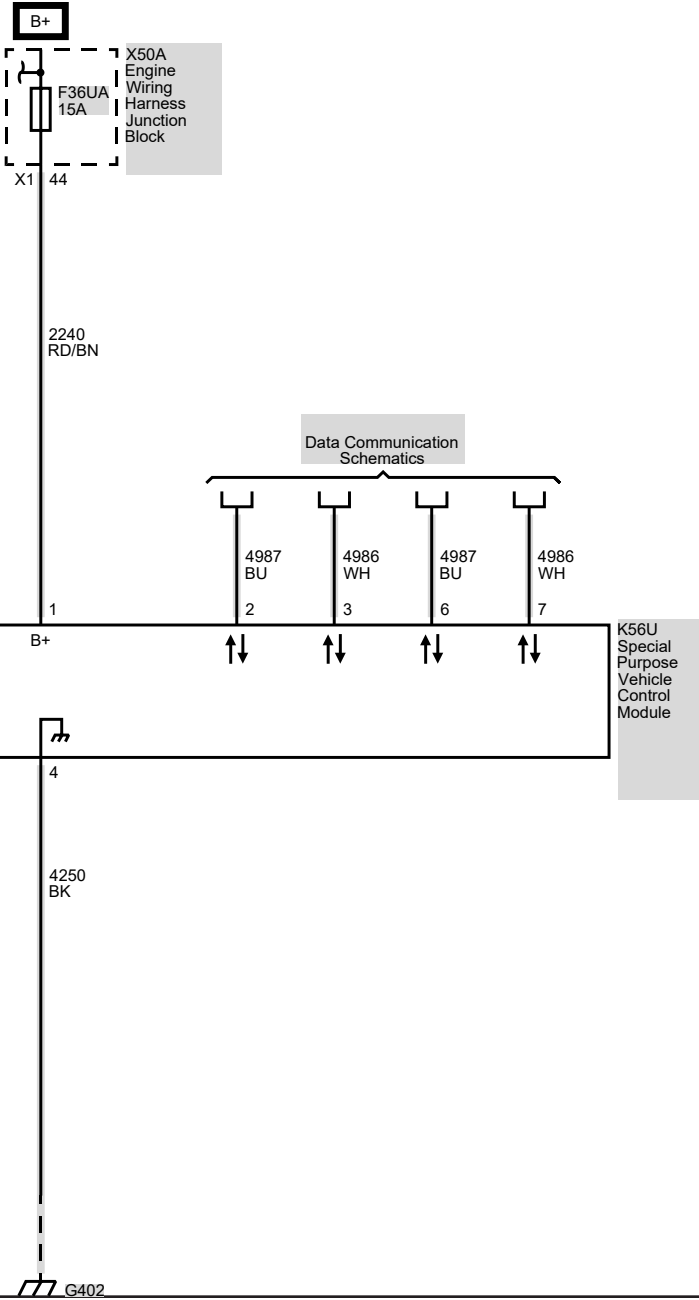 B+
X50A
Engine
Wiring
Harness
Junction
Block
F36UA
15A
X1 44
2240
RD/BN
Data Communication
Schematics
4987
BU
4986
WH
4987
BU
4986
WH
1
2
3
6
7
B+
K56U
Special
Purpose
Vehicle
Control
Module
4
4250
BK
G402